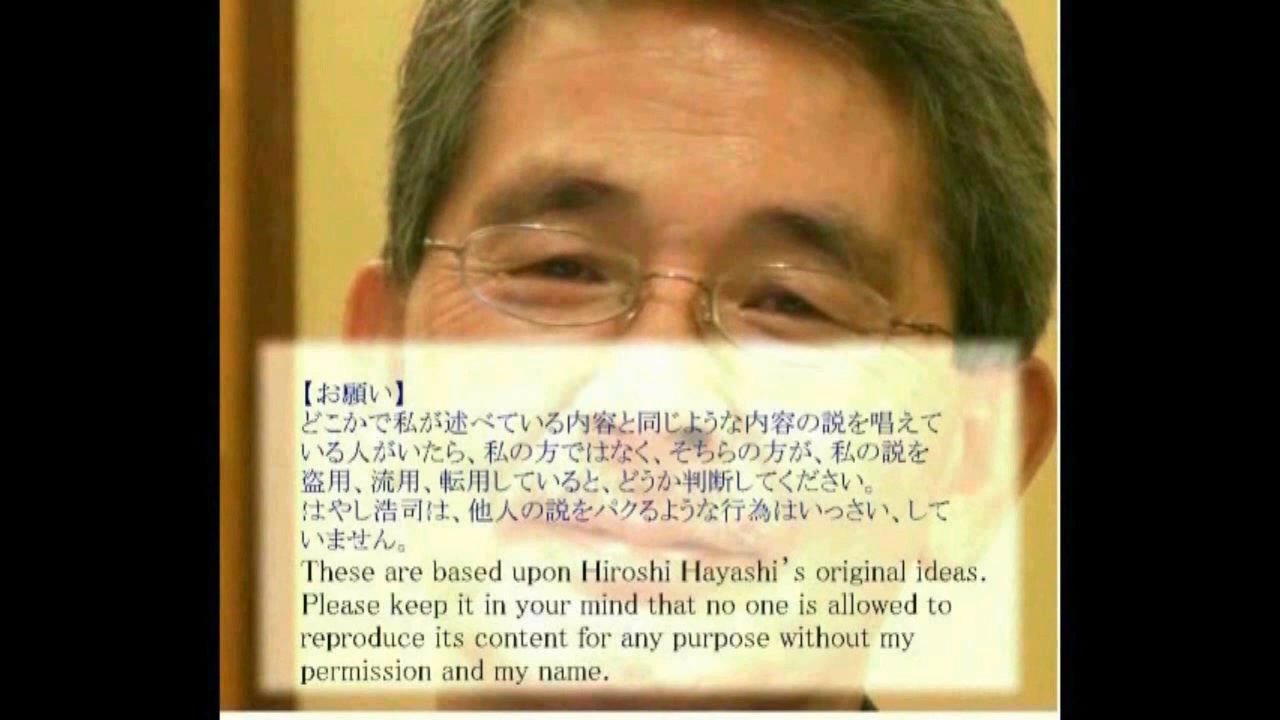 【お願い】
どこかで私が述べている内容と同じような内容の説を唱えて
いる人がいたら、私の方ではなく、そちらの方が、私の説を
盗用、流用、転用していると、どうか判断してください。
はやし浩司は、他人の説をパクるような行為はいっさい、して
いません。
These are based upon Hiroshi Hayashi’s original ideas.
Please keep it in your mind that no one is allowed to
reproduce its content for any purpose without my
permission and my name.